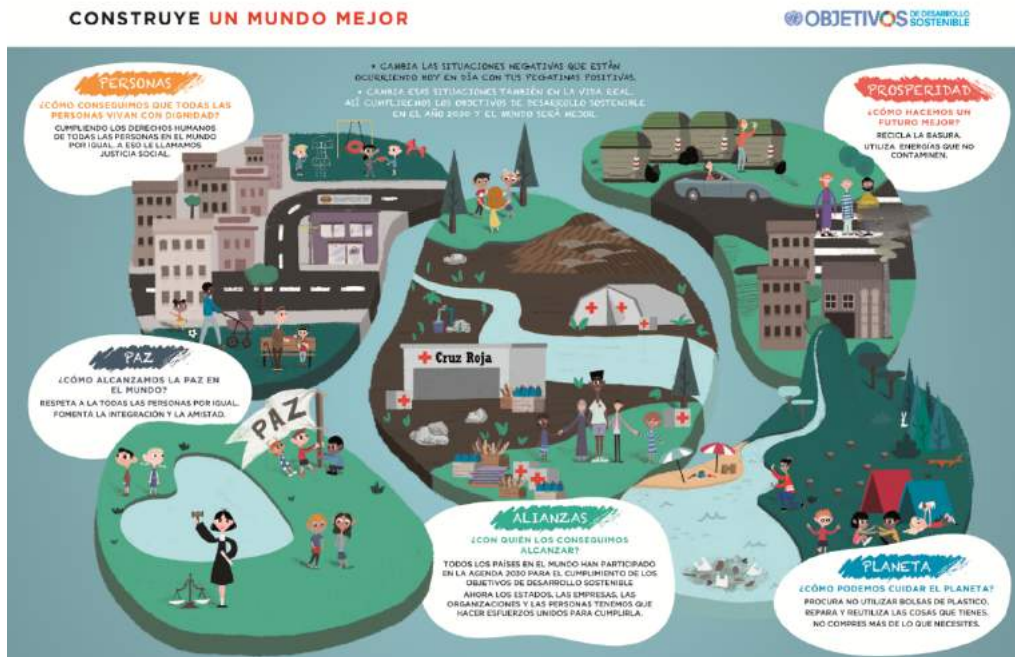 CONSTRUYE UN MUNDO MEJOR
OBJETIVOS DE DESARROLLO
SOSTENIBLE
• CAMBIA LAS SITUACIONES NEGATIVAS QUE ESTÁN
OCURRIENDO HOY EN DÍA CON TUS PEGATINAS POSITIVAS.
• CAMBIA ESAS SITUACIONES TAMBIÉN EN LA VIDA REAL.
ASÍ CUMPLIREMOS LOS OBJETIVOS DE DESARROLLO SOSTENIBLE
EN EL AÑO 2030 Y EL MUNDO SERÁ MEJOR.
PERSONAS
¿CÓMO CONSEGUIMOS QUE TODAS LAS
PERSONAS VIVAN CON DIGNIDAD?
CUMPLIENDO LOS DERECHOS HUMANOS
DE TODAS LAS PERSONAS EN EL MUNDO
POR IGUAL. A ESO LE LLAMAMOS
JUSTICIA SOCIAL.
PROSPERIDAD
¿CÓMO HACEMOS UN
FUTURO MEJOR?
RECICLA LA BASURA.
UTILIZA ENERGÍAS QUE NO
CONTAMINEN.
PAZ
¿CÓMO ALCANZAMOS LA PAZ EN
EL MUNDO?
RESPETA A LA TODAS LAS PERSONAS POR IGUAL.
FOMENTA LA INTEGRACIÓN Y LA AMISTAD.
Cruz Roja
PAZ
ALIANZAS
¿CON QUIÉN LOS CONSEGUIMOS
ALCANZAR?
TODOS LOS PAÍSES EN EL MUNDO HAN PARTICIPADO
EN LA AGENDA 2030 PARA EL CUMPLIMIENTO DE LOS
OBJETIVOS DE DESARROLLO SOSTENIBLE
AHORA LOS ESTADOS, LAS EMPRESAS, LAS
ORGANIZACIONES Y LAS PERSONAS TENEMOS QUE
HACER ESFUERZOS UNIDOS PARA CUMPLIRLA.
PLANETA
¿CÓMO PODEMOS CUIDAR EL PLANETA?
PROCURA NO UTILIZAR BOLSAS DE PLASTICO.
REPARA Y REUTILIZA LAS COSAS QUE TIENES.
NO COMPRES MÁS DE LO QUE NECESITES.